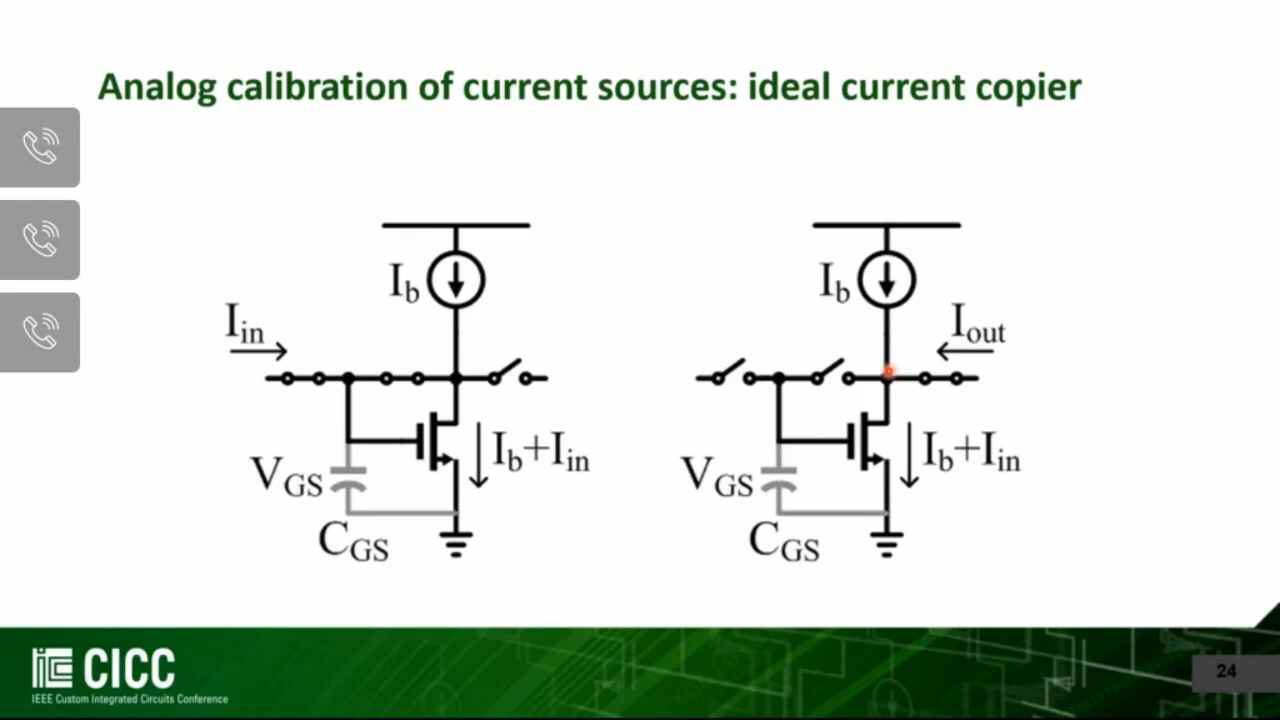 Analog calibration of current sources: ideal current copier
I_b
I_in
I_b+I_in
V_GS
C_GS
I_b
I_out
I_b+I_in
V_GS
C_GS
CICC
IEEE Custom Integrated Circuits Conference
24